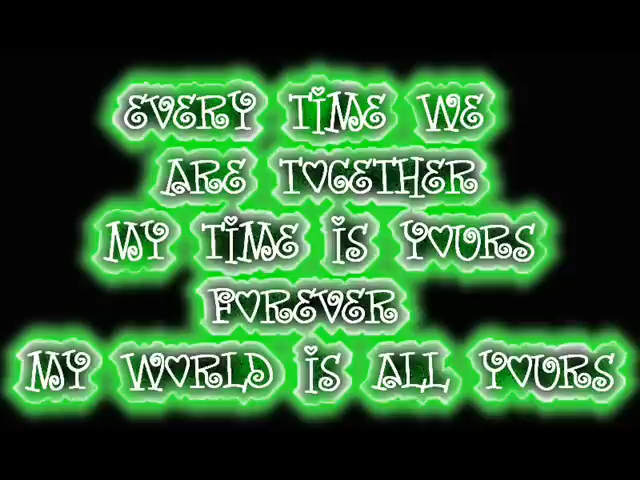 EVERY TIME WE
ARE TOGETHER
MY TIME IS YOURS
FOREVER
MY WORLD IS ALL YOURS